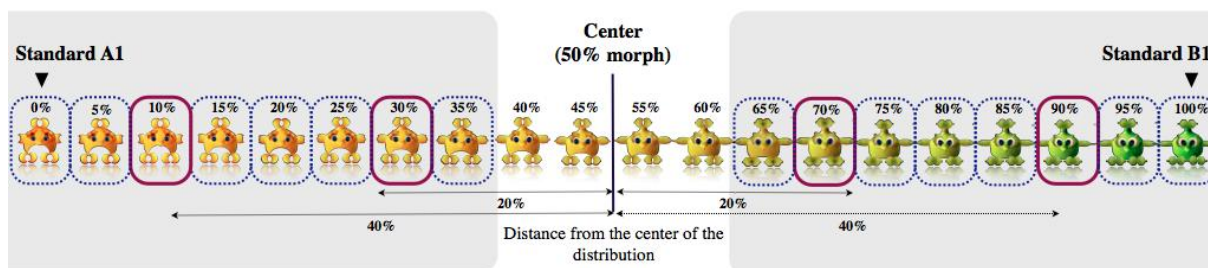 Center
(50% morph)
Standard A1
Standard B1
0% 5% 10% 15% 20% 25% 30% 35% 40% 45% 55% 60% 65% 70% 75% 80% 85% 90% 95% 100%
20% 20%
40% 40%
Distance from the center of the
distribution